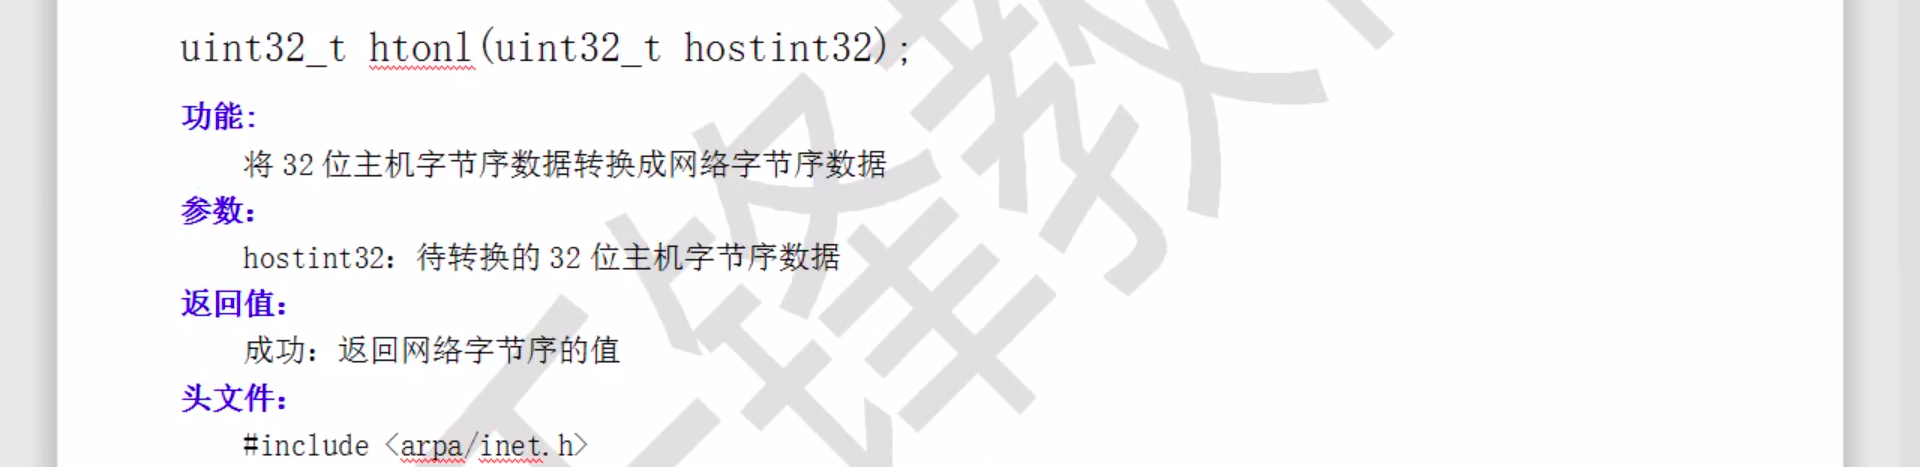 uint32_t htonl(uint32_t hostint32);
功能:
将 32 位主机字节序数据转换成网络字节序数据
参数：
hostint32：待转换的 32 位主机字节序数据
返回值：
成功：返回网络字节序的值
头文件：
#include <arpa/inet.h>